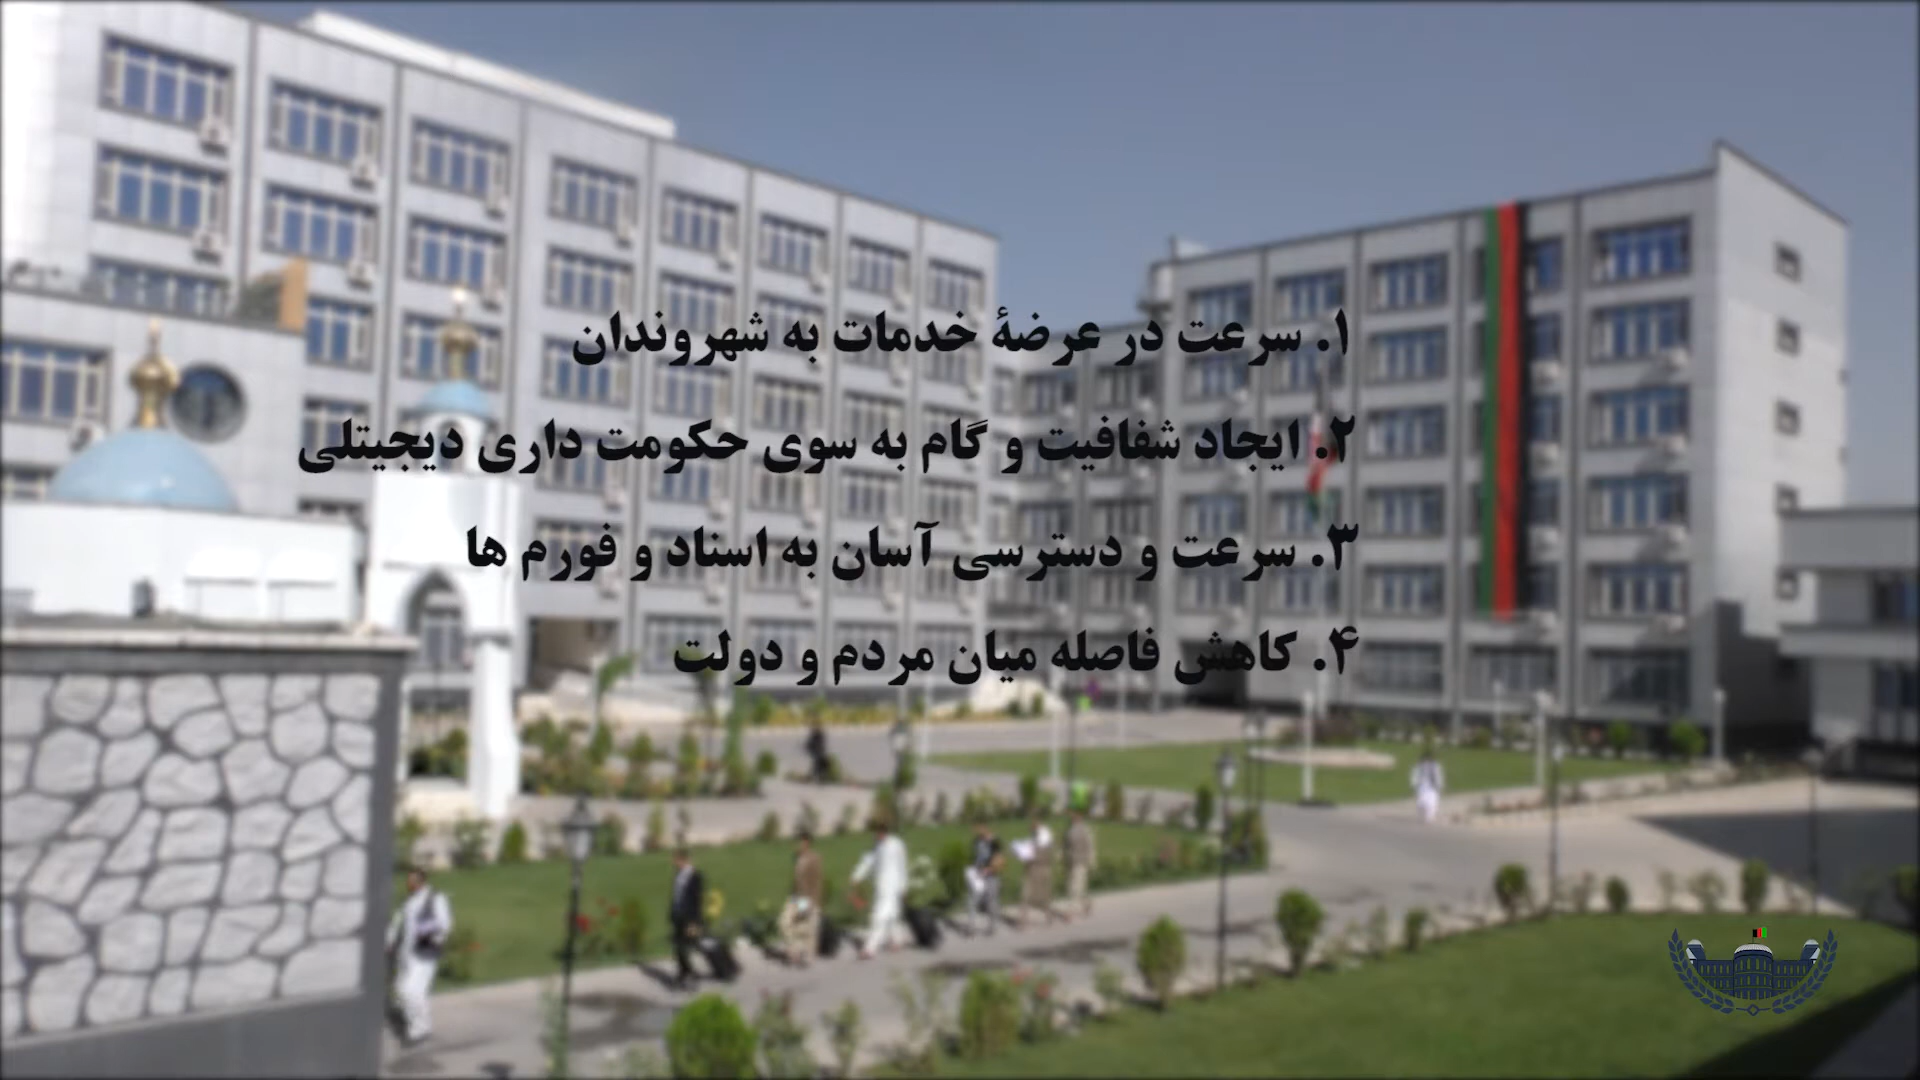 ۱. سرعت در عرضهٔ خدمات به شهروندان
۲. ایجاد شفافیت و گام به سوی حکومت داری دیجیتلی
۳. سرعت و دسترسی آسان به اسناد و فورم ها
۴. کاهش فاصله میان مردم و دولت